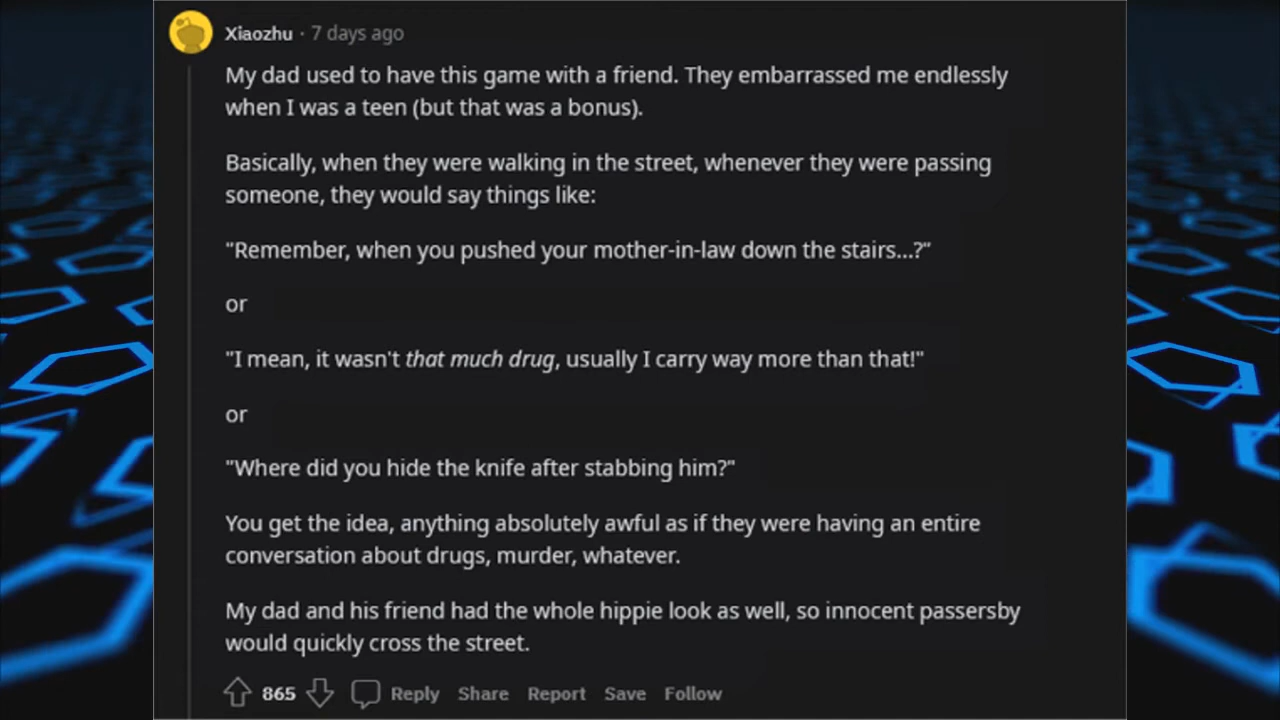 Xiaozhu · 7 days ago
My dad used to have this game with a friend. They embarrassed me endlessly
when I was a teen (but that was a bonus).
Basically, when they were walking in the street, whenever they were passing
someone, they would say things like:
"Remember, when you pushed your mother-in-law down the stairs...?"
or
"I mean, it wasn't that much drug, usually I carry way more than that!"
or
"Where did you hide the knife after stabbing him?"
You get the idea, anything absolutely awful as if they were having an entire
conversation about drugs, murder, whatever.
My dad and his friend had the whole hippie look as well, so innocent passersby
would quickly cross the street.
865 Reply Share Report Save Follow